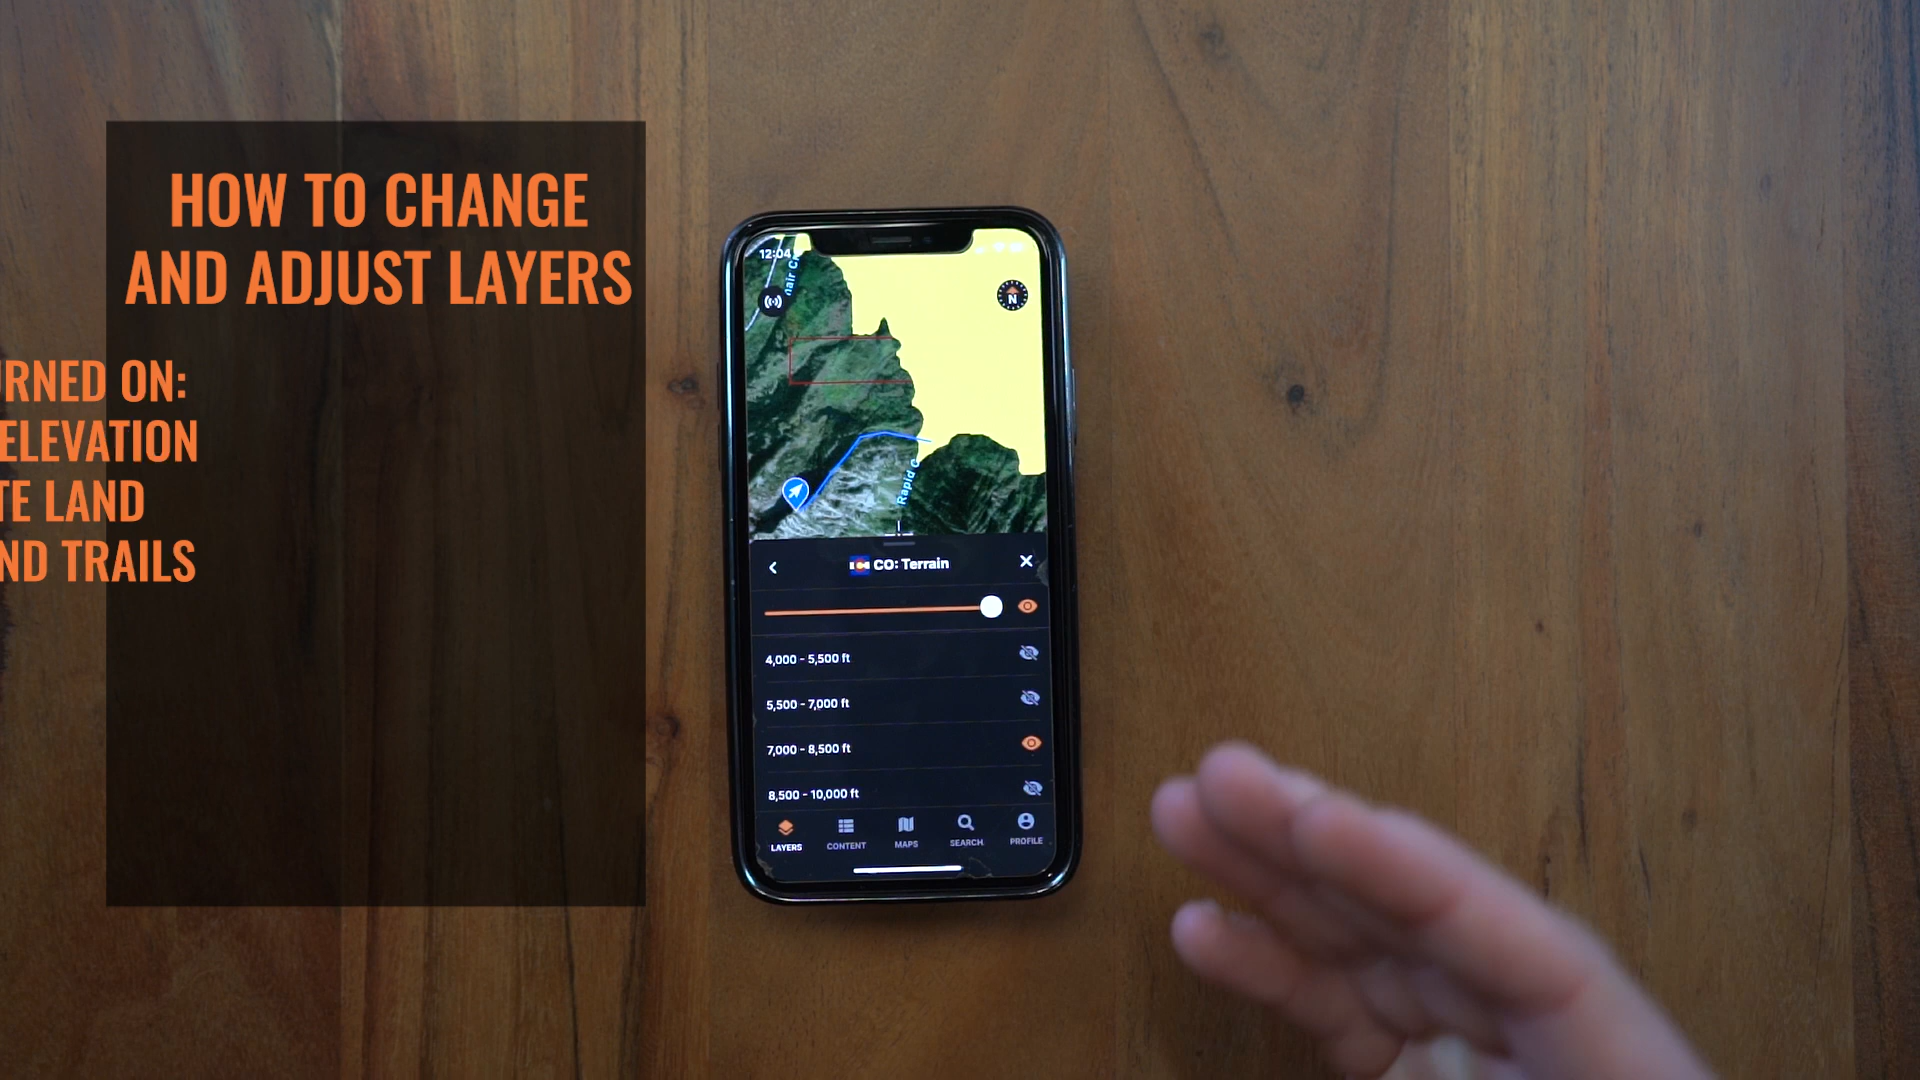 HOW TO CHANGE
AND ADJUST LAYERS
RNED ON:
ELEVATION
TE LAND
ND TRAILS
12:04
N
Rapid
CO: Terrain
4,000 - 5,500 ft
5,500 - 7,000 ft
7,000 - 8,500 ft
8,500 - 10,000 ft
LAYERS
CONTENT
MAPS
SEARCH
PROFILE